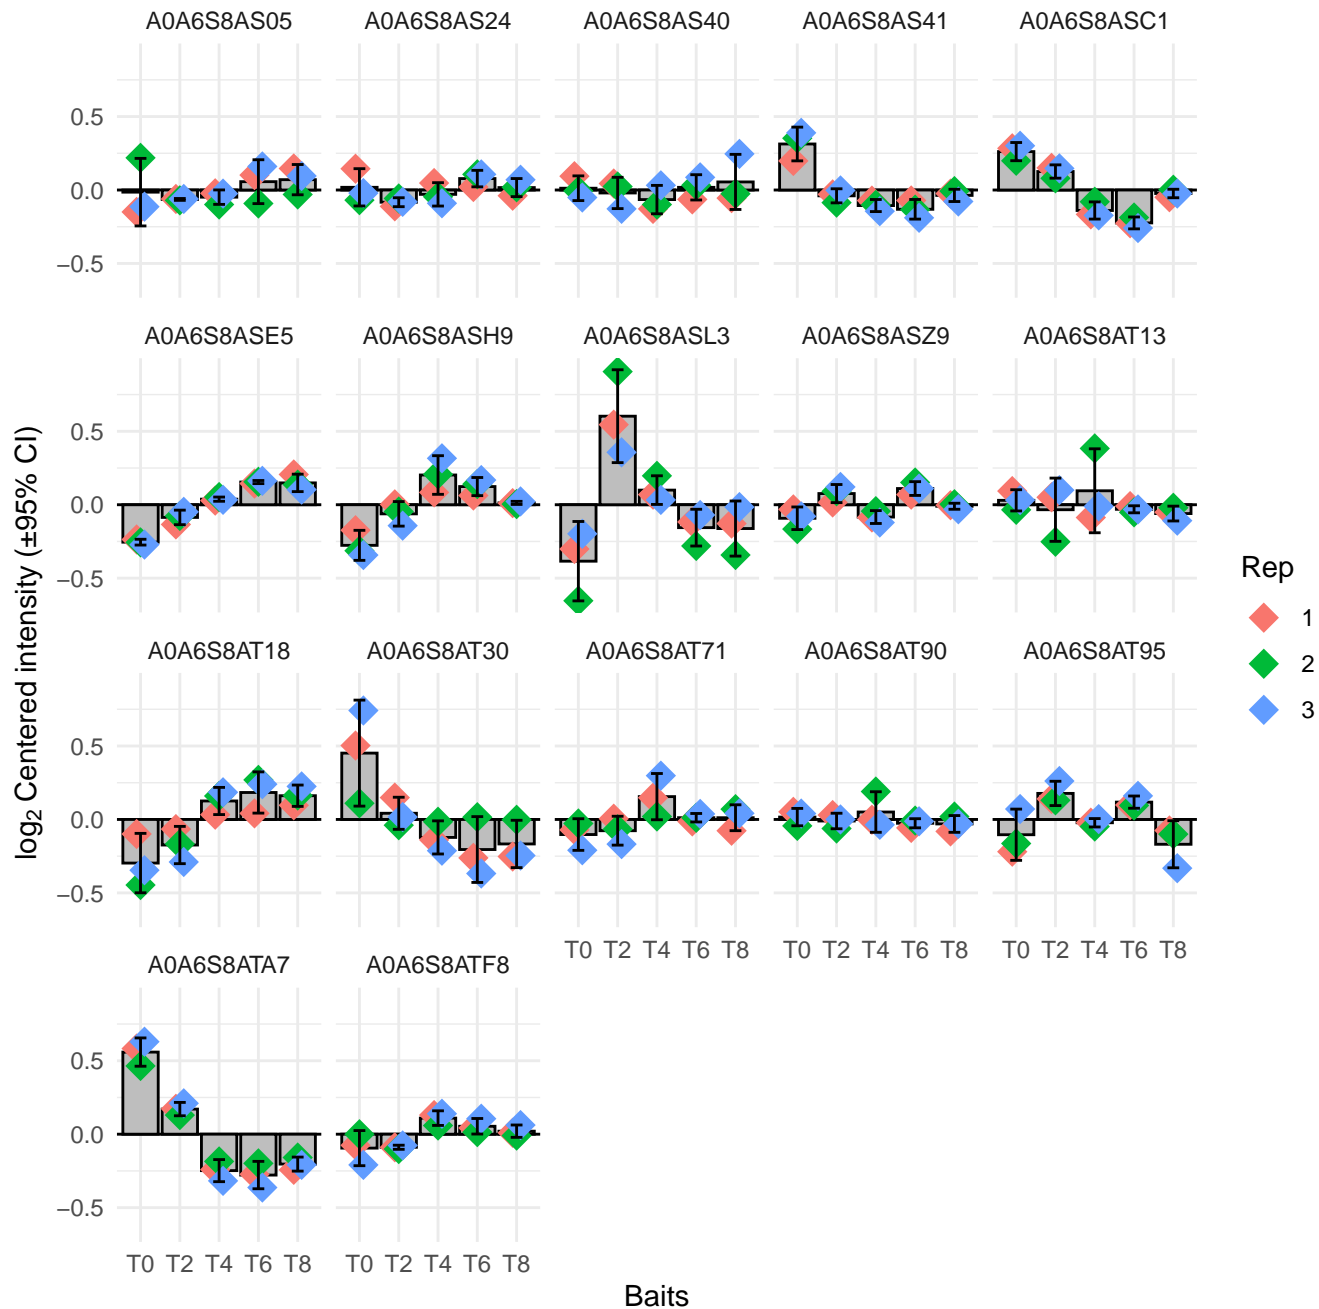 A0A6S8AS05 A0A6S8AS24 A0A6S8AS40 A0A6S8AS41 A0A6S8ASC1
0.5
0.0
−0.5
A0A6S8ASE5 A0A6S8ASH9 A0A6S8ASL3 A0A6S8ASZ9 A0A6S8AT13
0.5
0.0
−0.5
A0A6S8AT18 A0A6S8AT30 A0A6S8AT71 A0A6S8AT90 A0A6S8AT95
0.5
0.0
−0.5
T0 T2 T4 T6 T8 T0 T2 T4 T6 T8 T0 T2 T4 T6 T8
A0A6S8ATA7 A0A6S8ATF8
0.5
0.0
−0.5
T0 T2 T4 T6 T8 T0 T2 T4 T6 T8
Baits
log2 Centered intensity (±95% CI)
Rep
1
2
3